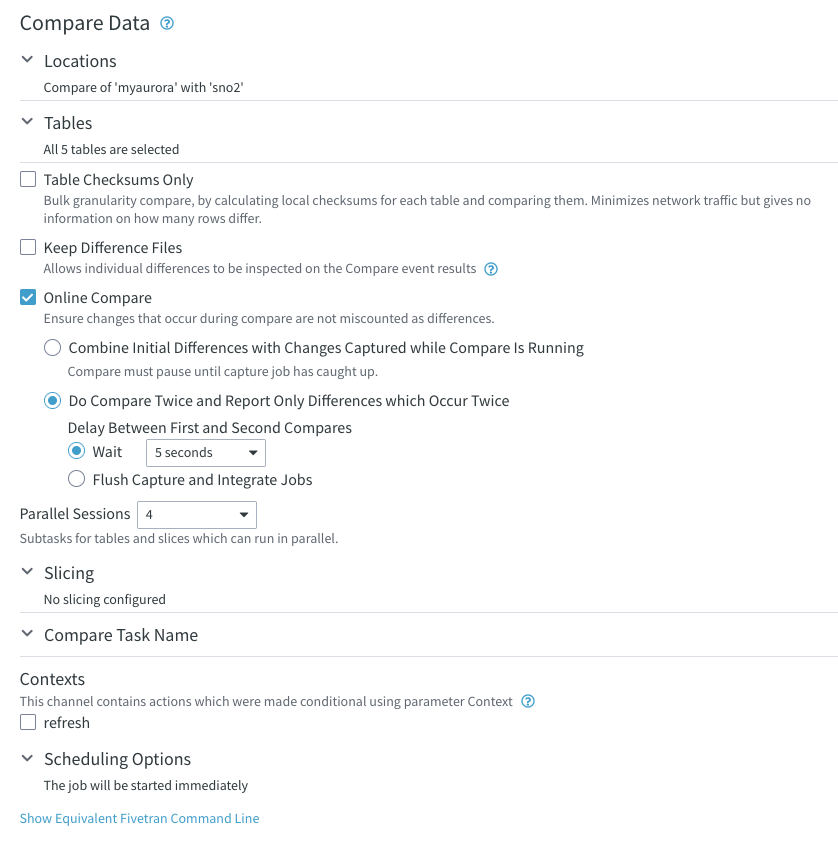 Compare Data
Locations
Compare of 'myaurora' with 'sno2'
Tables
All 5 tables are selected
Table Checksums Only
Bulk granularity compare, by calculating local checksums for each table and comparing them. Minimizes network traffic but gives no
information on how many rows differ.
Keep Difference Files
Allows individual differences to be inspected on the Compare event results
Online Compare
Ensure changes that occur during compare are not miscounted as differences.
Combine Initial Differences with Changes Captured while Compare Is Running
Compare must pause until capture job has caught up.
Do Compare Twice and Report Only Differences which Occur Twice
Delay Between First and Second Compares
Wait 5 seconds
Flush Capture and Integrate Jobs
Parallel Sessions 4
Subtasks for tables and slices which can run in parallel.
Slicing
No slicing configured
Compare Task Name
Contexts
This channel contains actions which were made conditional using parameter Context
refresh
Scheduling Options
The job will be started immediately
Show Equivalent Fivetran Command Line